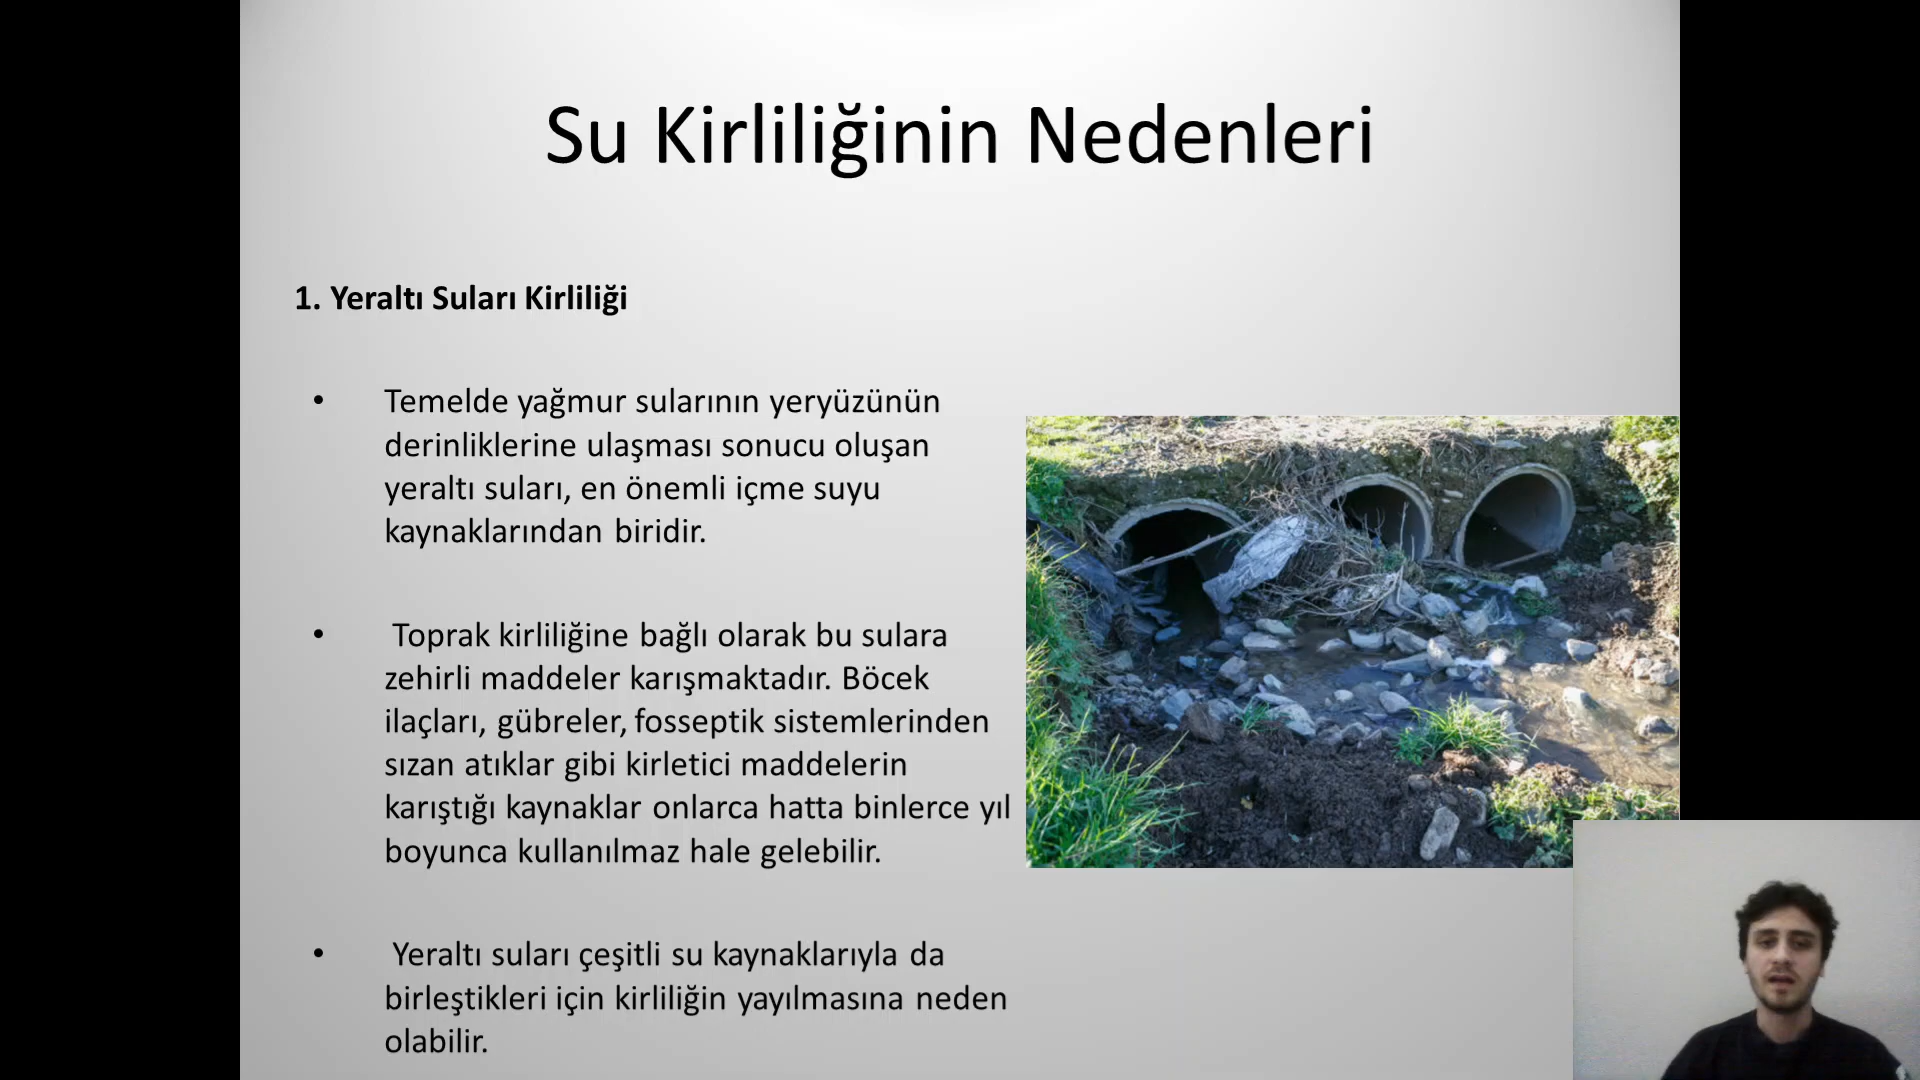 Su Kirliliğinin Nedenleri
1. Yeraltı Suları Kirliliği
• Temelde yağmur sularının yeryüzünün
derinliklerine ulaşması sonucu oluşan
yeraltı suları, en önemli içme suyu
kaynaklarından biridir.
• Toprak kirliliğine bağlı olarak bu sulara
zehirli maddeler karışmaktadır. Böcek
ilaçları, gübreler, fosseptik sistemlerinden
sızan atıklar gibi kirletici maddelerin
karıştığı kaynaklar onlarca hatta binlerce yıl
boyunca kullanılmaz hale gelebilir.
• Yeraltı suları çeşitli su kaynaklarıyla da
birleştikleri için kirliliğin yayılmasına neden
olabilir.